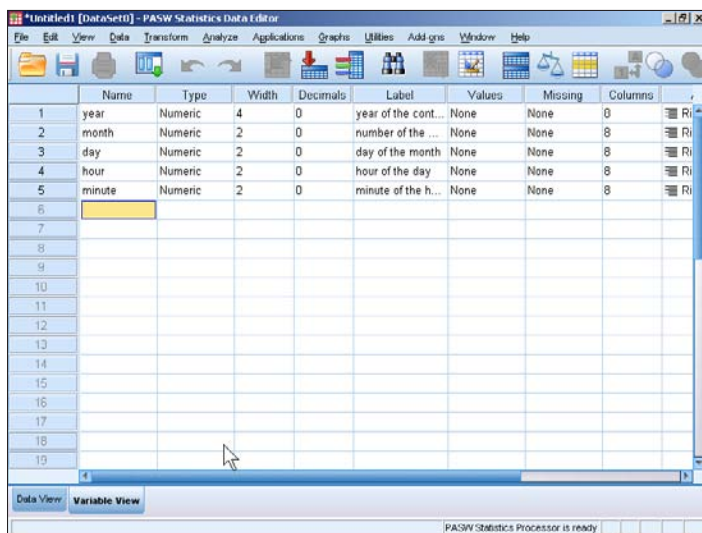 *Untitled1 [DataSet0] - PASW Statistics Data Editor
File Edit View Data Transform Analyze Applications Graphs Utilities Add-ons Window Help
Name Type Width Decimals Label Values Missing Columns
1 year Numeric 4 0 year of the cont... None None 8 Ri
2 month Numeric 2 0 number of the ... None None 8 Ri
3 day Numeric 2 0 day of the month None None 8 Ri
4 hour Numeric 2 0 hour of the day None None 8 Ri
5 minute Numeric 2 0 minute of the h... None None 8 Ri
6
7
8
9
10
11
12
13
14
15
16
17
18
19
Data View Variable View
PASW Statistics Processor is ready